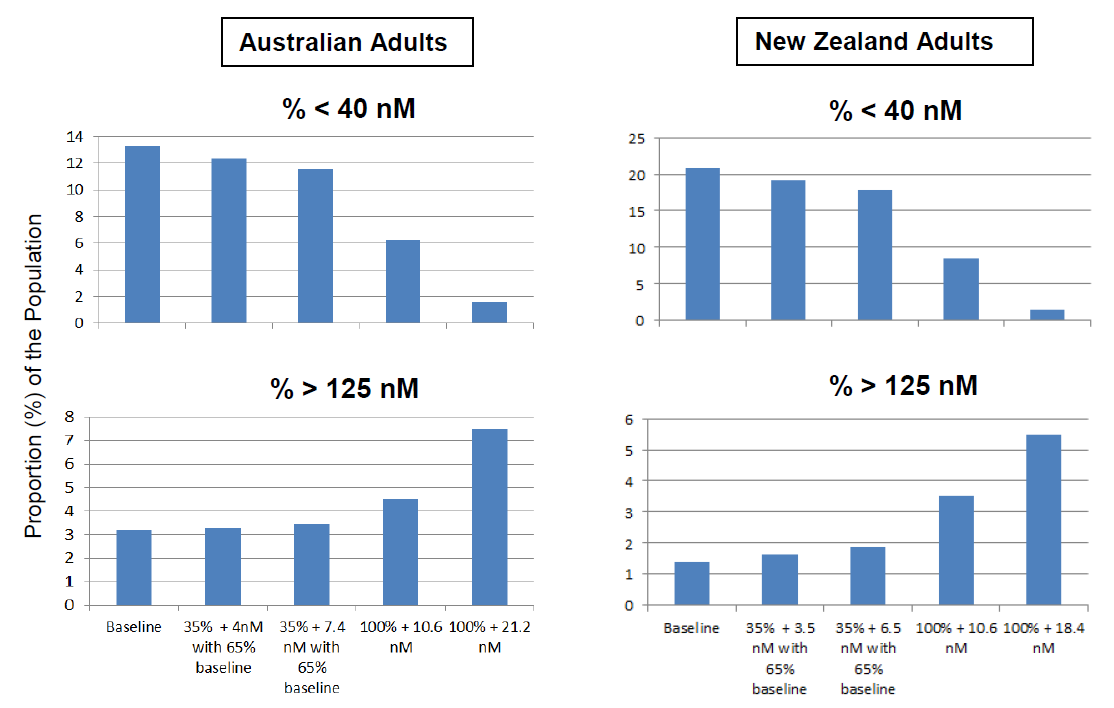 Australian Adults
New Zealand Adults
Proportion (%) of the Population
% < 40 nM
14
12
10
8
6
4
2
0
% < 40 nM
25
20
15
10
5
0
% > 125 nM
8
7
6
5
4
3
2
1
0
Baseline
35% + 4nM
with 65%
baseline
35% + 7.4
nM with
65%
baseline
100% + 10.6
nM
100% + 21.2
nM
% > 125 nM
6
5
4
3
2
1
0
Baseline
35% + 3.5
nM with
65%
baseline
35% + 6.5
nM with
65%
baseline
100% + 10.6
nM
100% + 18.4
nM